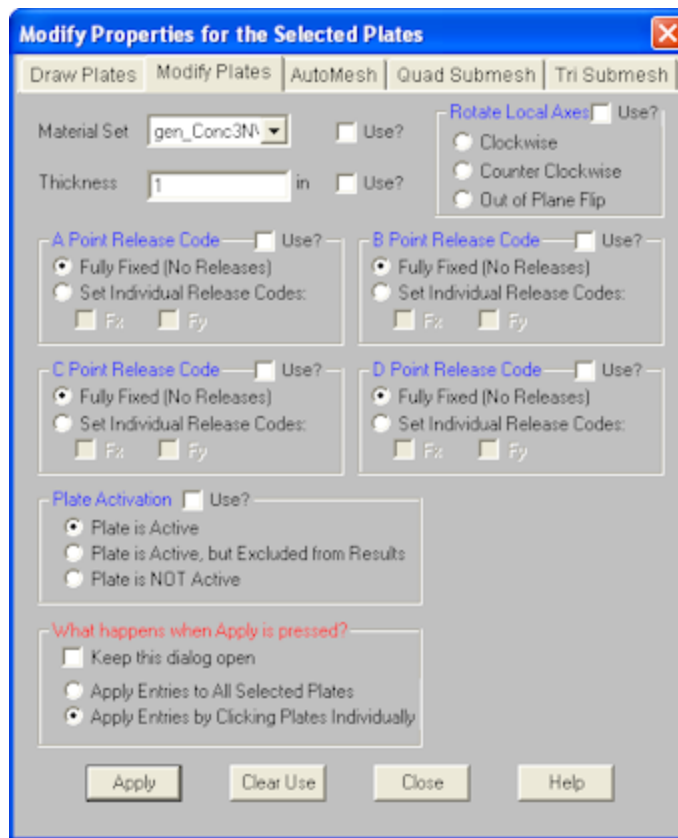 Modify Properties for the Selected Plates
Draw Plates Modify Plates AutoMesh Quad Submesh Tri Submesh
Material Set gen_Conc3NV Use?
Thickness 1 in Use?
Rotate Local Axes Use?
Clockwise
Counter Clockwise
Out of Plane Flip
A Point Release Code Use?
Fully Fixed (No Releases)
Set Individual Release Codes:
Fx Fy
B Point Release Code Use?
Fully Fixed (No Releases)
Set Individual Release Codes:
Fx Fy
C Point Release Code Use?
Fully Fixed (No Releases)
Set Individual Release Codes:
Fx Fy
D Point Release Code Use?
Fully Fixed (No Releases)
Set Individual Release Codes:
Fx Fy
Plate Activation Use?
Plate is Active
Plate is Active, but Excluded from Results
Plate is NOT Active
What happens when Apply is pressed?
Keep this dialog open
Apply Entries to All Selected Plates
Apply Entries by Clicking Plates Individually
Apply Clear Use Close Help